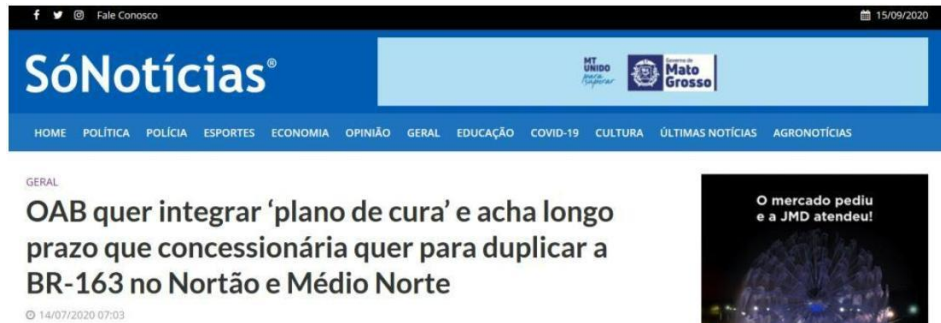 Fale Conosco
15/09/2020
SóNotícias®
MT
UNIDO
para
Governo de
Mato
Grosso
HOME POLÍTICA POLÍCIA ESPORTES ECONOMIA OPINIÃO GERAL EDUCAÇÃO COVID-19 CULTURA ÚLTIMAS NOTÍCIAS AGRONOTÍCIAS
GERAL
OAB quer integrar ‘plano de cura’ e acha longo
prazo que concessionária quer para duplicar a
BR-163 no Nortão e Médio Norte
14/07/2020 07:03
O mercado pediu
e a JMD atendeu!